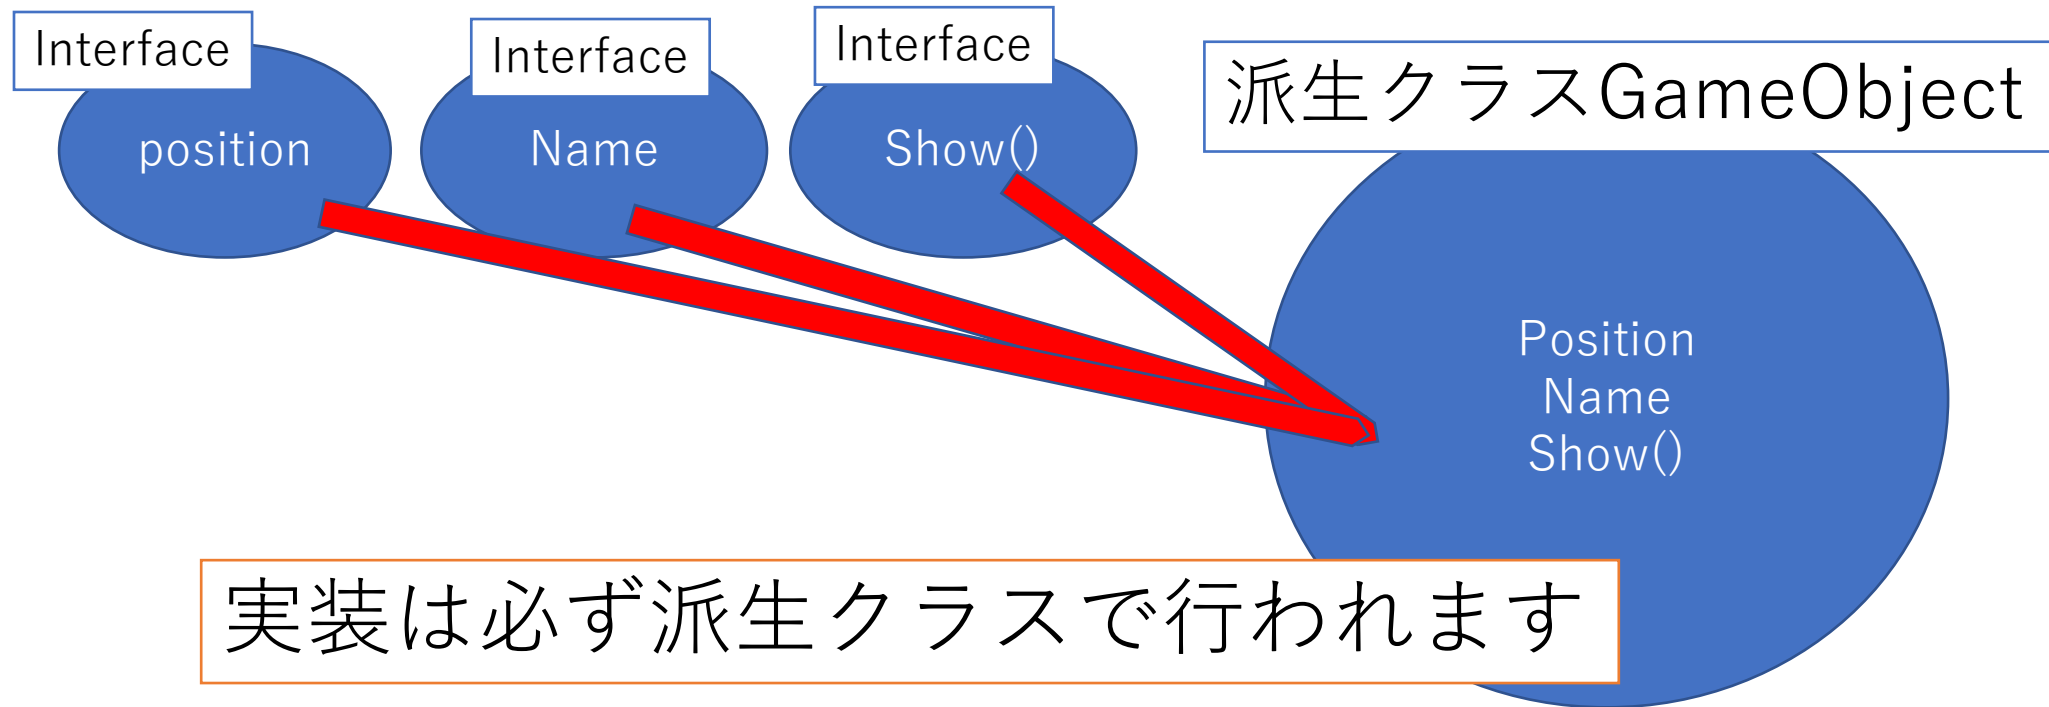 Interface
position
Interface
Name
Interface
Show()
派生クラスGameObject
Position
Name
Show()
実装は必ず派生クラスで行われます